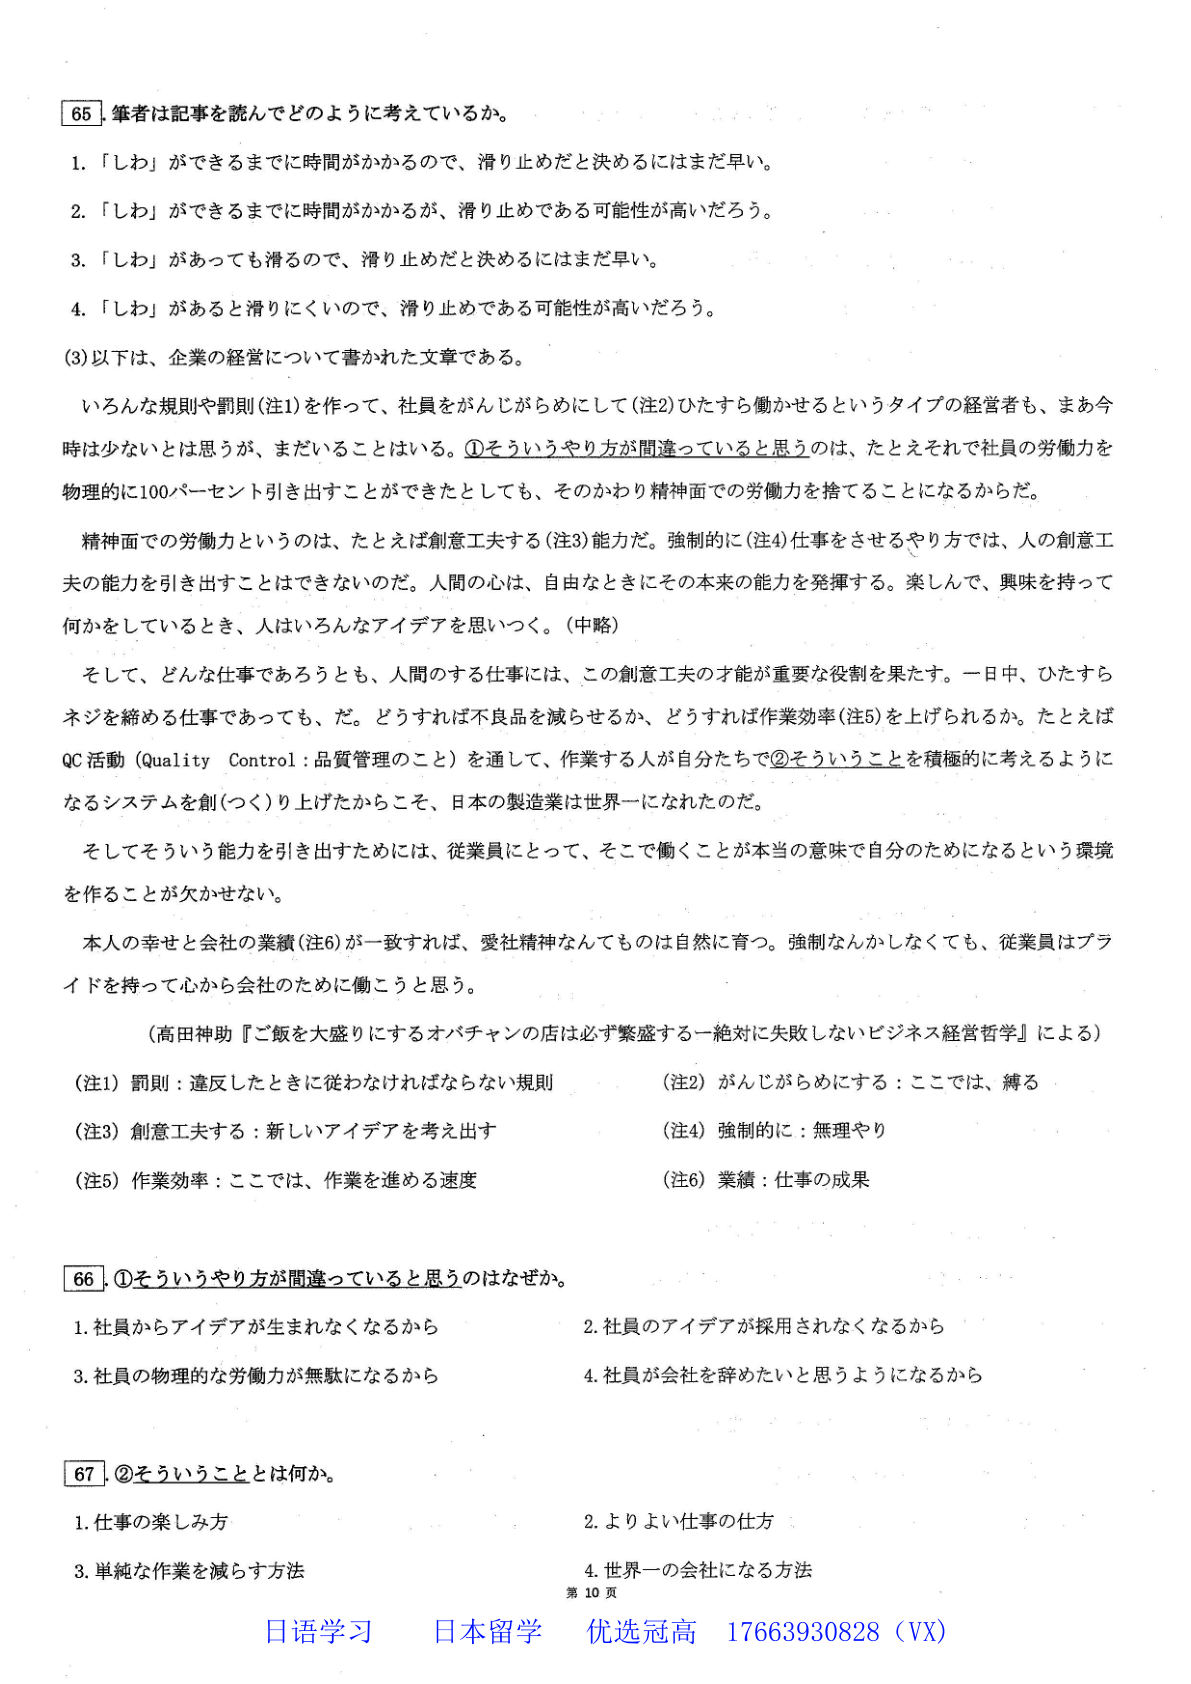 65. 筆者は記事を読んでどのように考えているか。
1. 「しわ」ができるまでに時間がかかるので、滑り止めだと決めるにはまだ早い。
2. 「しわ」ができるまでに時間がかかるが、滑り止めである可能性が高いだろう。
3. 「しわ」があっても滑るので、滑り止めだと決めるにはまだ早い。
4. 「しわ」があると滑りにくいので、滑り止めである可能性が高いだろう。
(3)以下は、企業の経営について書かれた文章である。
いろんな規則や罰則(注1)を作って、社員をがんじがらめにして(注2)ひたすら働かせるというタイプの経営者も、まあ今
時は少ないとは思うが、まだいることはいる。①そういうやり方が間違っていると思うのは、たとえそれで社員の労働力を
物理的に100パーセント引き出すことができたとしても、そのかわり精神面での労働力を捨てることになるからだ。
精神面での労働力というのは、たとえば創意工夫する(注3)能力だ。強制的に(注4)仕事をさせるやり方では、人の創意工
夫の能力を引き出すことはできないのだ。人間の心は、自由なときにその本来の能力を発揮する。楽しんで、興味を持って
何かをしているとき、人はいろんなアイデアを思いつく。（中略）
そして、どんな仕事であろうとも、人間のする仕事には、この創意工夫の才能が重要な役割を果たす。一日中、ひたすら
ネジを締める仕事であっても、だ。どうすれば不良品を減らせるか、どうすれば作業効率(注5)を上げられるか。たとえば
QC活動（Quality Control：品質管理のこと）を通して、作業する人が自分たちで②そういうことを積極的に考えるように
なるシステムを創(つく)り上げたからこそ、日本の製造業は世界一になれたのだ。
そしてそういう能力を引き出すためには、従業員にとって、そこで働くことが本当の意味で自分のためになるという環境
を作ることが欠かせない。
本人の幸せと会社の業績(注6)が一致すれば、愛社精神なんてものは自然に育つ。強制なんかしなくても、従業員はプラ
イドを持って心から会社のために働こうと思う。
（高田神助『ご飯を大盛りにするオバチャンの店は必ず繁盛する―絶対に失敗しないビジネス経営哲学』による）
（注1）罰則：違反したときに従わなければならない規則 （注2）がんじがらめにする：ここでは、縛る
（注3）創意工夫する：新しいアイデアを考え出す （注4）強制的に：無理やり
（注5）作業効率：ここでは、作業を進める速度 （注6）業績：仕事の成果
66. ①そういうやり方が間違っていると思うのはなぜか。
1. 社員からアイデアが生まれなくなるから 2. 社員のアイデアが採用されなくなるから
3. 社員の物理的な労働力が無駄になるから 4. 社員が会社を辞めたいと思うようになるから
67. ②そういうこととは何か。
1. 仕事の楽しみ方 2. よりよい仕事の仕方
3. 単純な作業を減らす方法 4. 世界一の会社になる方法
第 10 页
日语学习 日本留学 优选冠高 17663930828（VX）